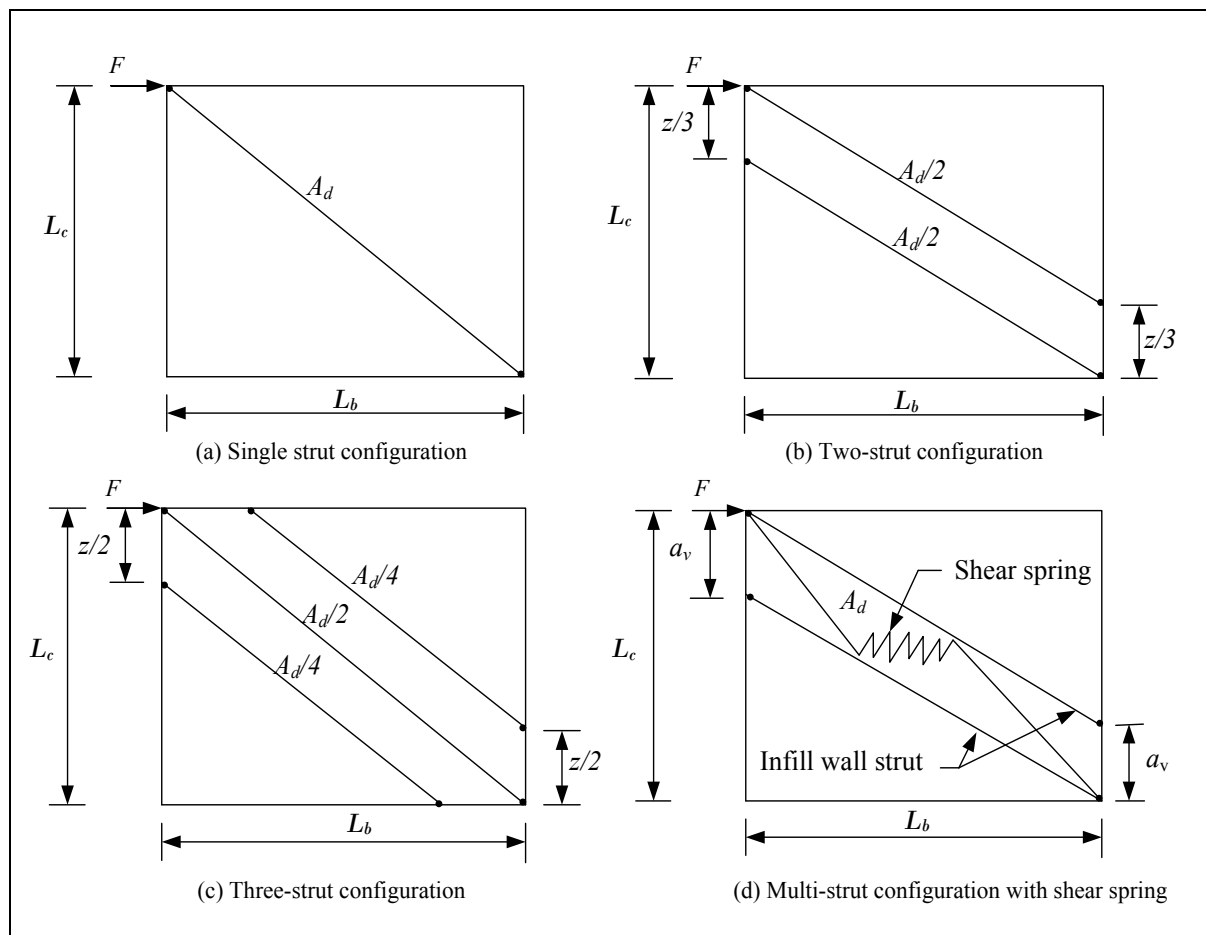 F
L_c
A_d
L_b
(a) Single strut configuration
F
z/3
L_c
A_d/2
A_d/2
z/3
L_b
(b) Two-strut configuration
F
z/2
L_c
A_d/4
A_d/2
A_d/4
z/2
L_b
(c) Three-strut configuration
F
a_v
Shear spring
A_d
L_c
Infill wall strut
a_v
L_b
(d) Multi-strut configuration with shear spring